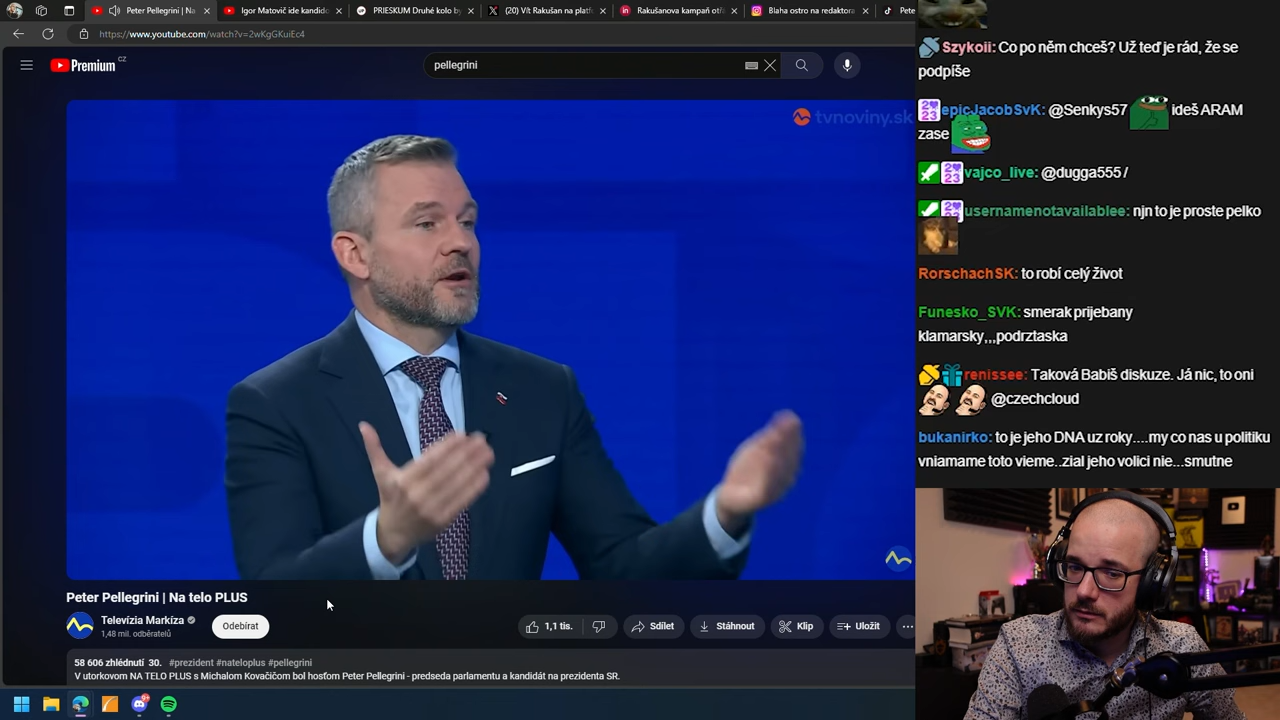 Peter Pellegrini | Na
Igor Matovič ide kandido
PRIESKUM Druhé kolo by
(20) Vít Rakušan na platf
Rakušanova kampaň otři
Blaha ostro na redaktora
Pete
https://www.youtube.com/watch?v=2wKgGKuiEc4
Premium CZ
pellegrini
tvnoviny.sk
Peter Pellegrini | Na telo PLUS
Televízia Markíza
1,48 mil. odběratelů
Odebírat
1,1 tis.
Sdílet
Stáhnout
Klip
Uložit
58 606 zhlédnutí 30. #prezident #nateloplus #pellegrini
V utorkovom NA TELO PLUS s Michalom Kovačičom bol hosťom Peter Pellegrini - predseda parlamentu a kandidát na prezidenta SR.
Szykoii: Co po něm chceš? Už teď je rád, že se
podpíše
epicJacobSvK: @Senkys57 ideš ARAM
zase
vajco_live: @dugga555 /
usernamenotavailablee: njn to je proste pelko
RorschachSK: to robí celý život
Funesko_SVK: smerak prijebany
klamarsky,,,podrztaska
renissee: Taková Babiš diskuze. Já nic, to oni
@czechcloud
bukanirko: to je jeho DNA uz roky....my co nas u politiku
vniamame toto vieme..zial jeho volici nie...smutne